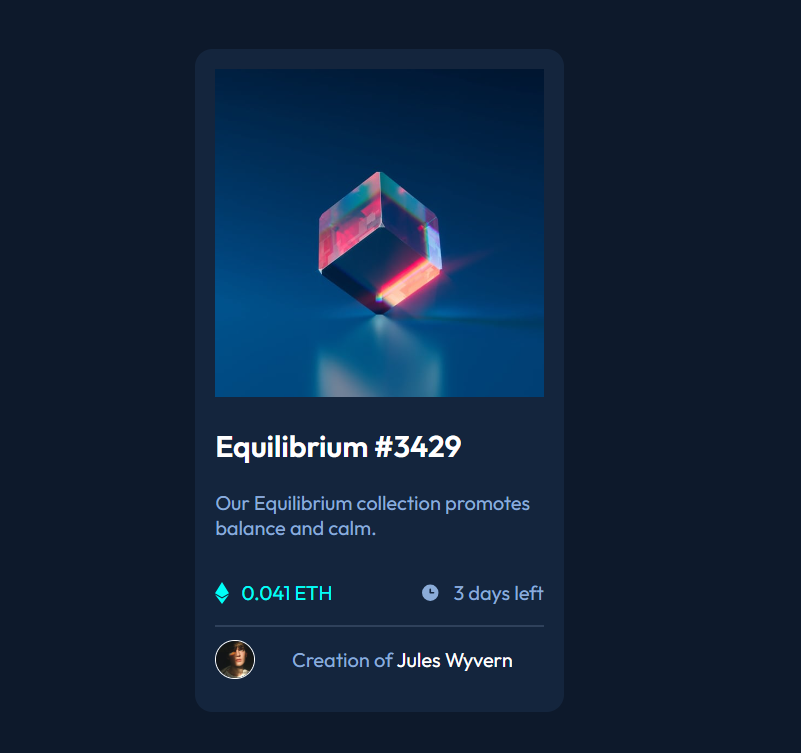 Equilibrium #3429
Our Equilibrium collection promotes
balance and calm.
0.041 ETH
3 days left
Creation of Jules Wyvern